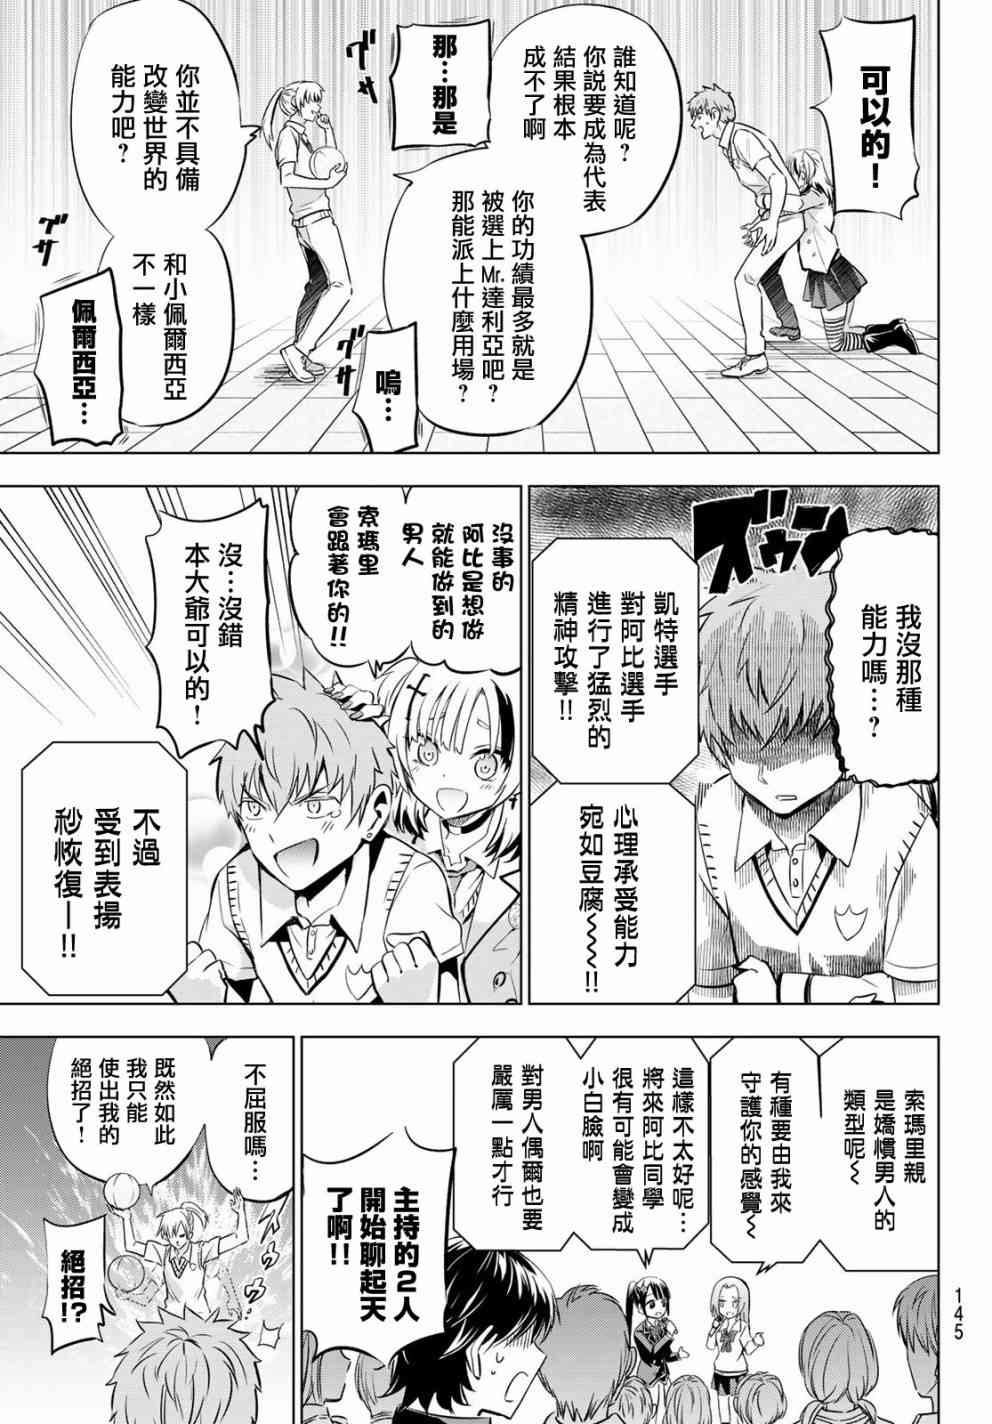 可以的！
誰知道呢？
你說要成為代表
結果根本
成不了啊
你的功績最多就是
被選上Mr.達利亞吧？
那能派上什麼用場？
那…那是
グサ
嗚…
グサ
你並不具備
改變世界的
能力吧？
和小佩爾西亞
不一樣
佩爾西亞…
グサ
我沒那種
能力嗎…？
ズゥン
凱特選手
對阿比選手
進行了猛烈的
精神攻擊!!
心理承受能力
宛如豆腐～～～!!
沒事的
阿比是想做
就能做到的
男人
索瑪里
會跟著你的!!
沒…沒錯
本大爺可以的！
不過
受到表揚
秒恢復ー!!
索瑪里親
是嬌慣男人的
類型呢～
有種要由我來
守護你的感覺～
這樣不太好呢…
將來阿比同學
很有可能會變成
小白臉啊
對男人偶爾也要
嚴厲一點才行
主持的2人
開始聊起天
了啊!!
不屈服嗎…
既然如此
我只能
使出我的
絕招了！
絕招!?
145